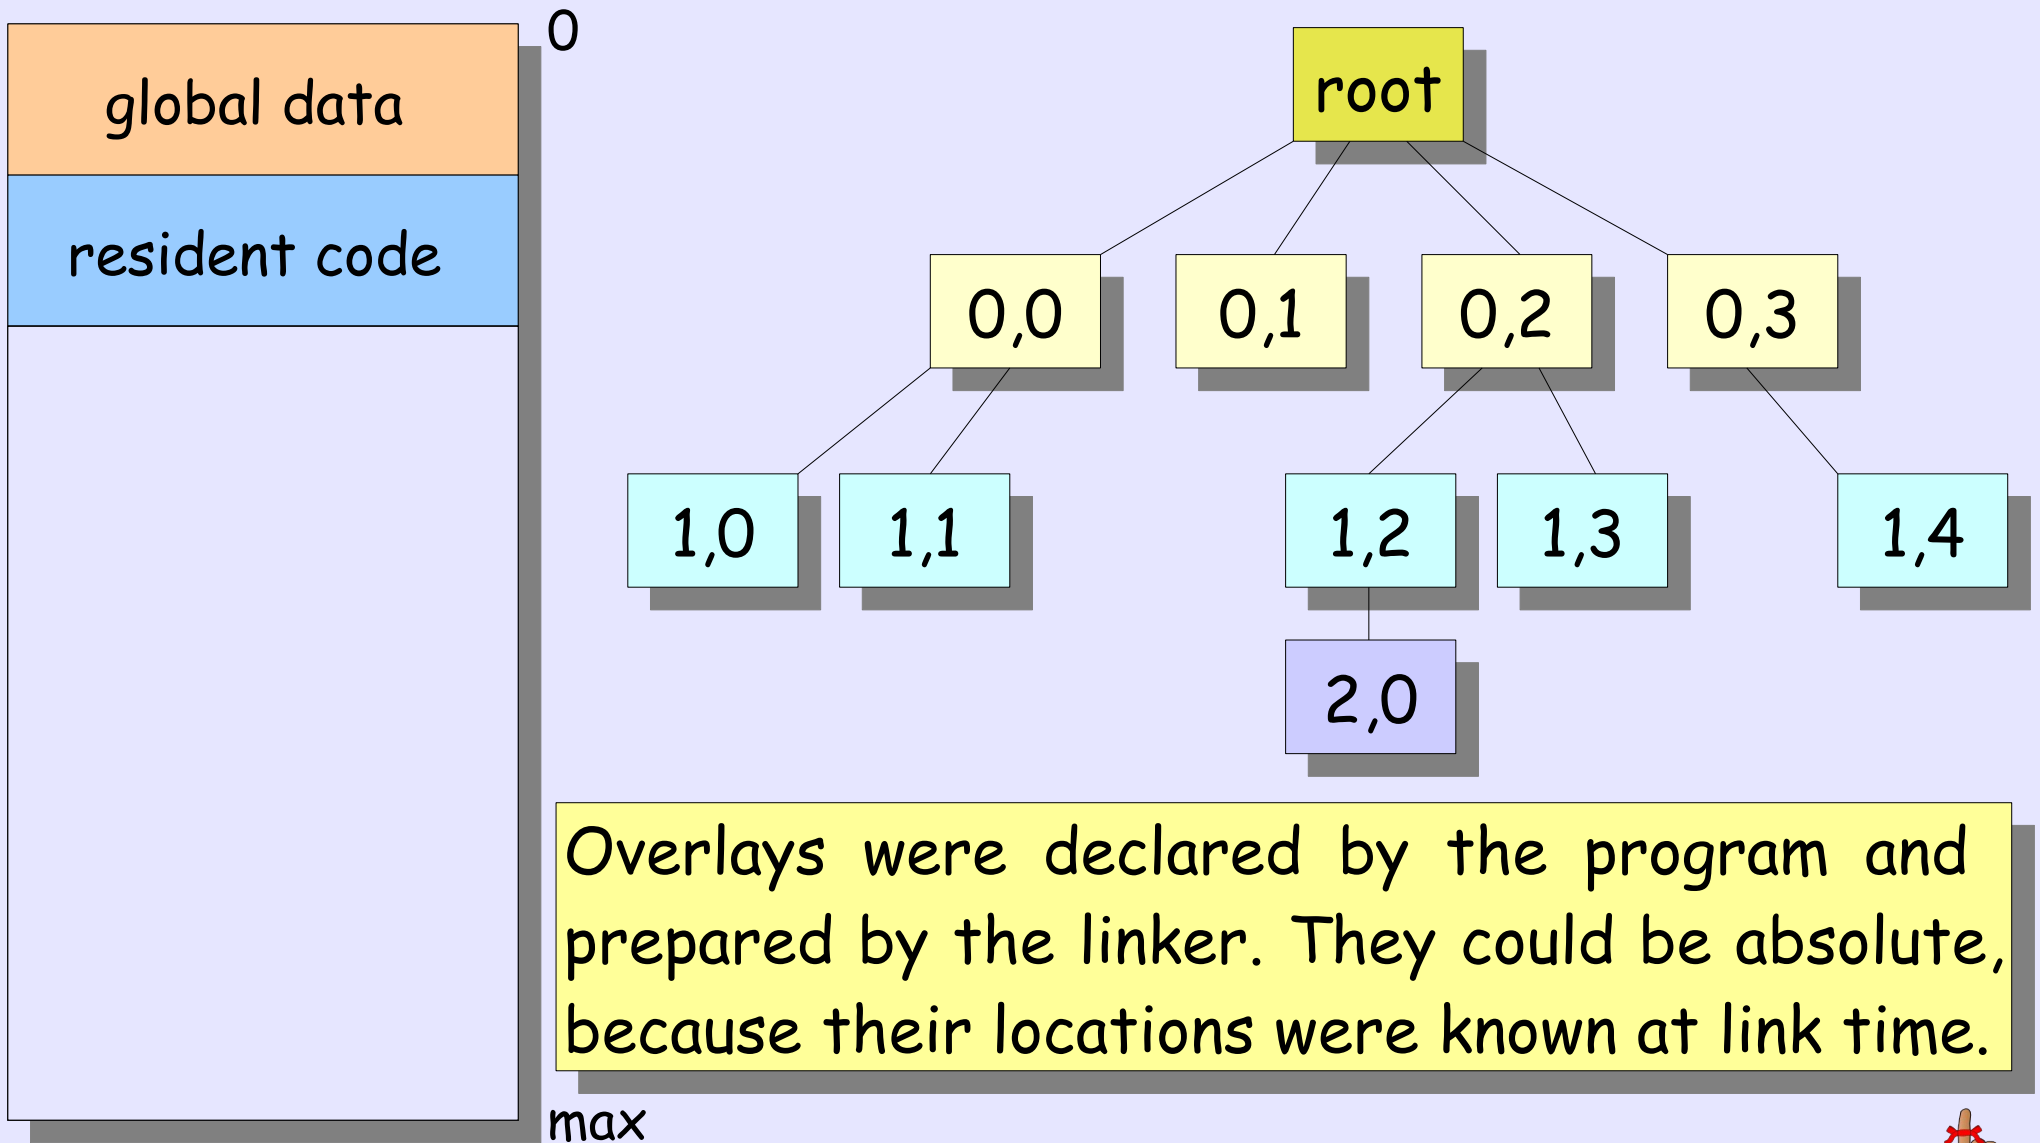 0
global data
resident code
max
root
0,0
0,1
0,2
0,3
1,0
1,1
1,2
1,3
1,4
2,0
Overlays were declared by the program and
prepared by the linker. They could be absolute,
because their locations were known at link time.